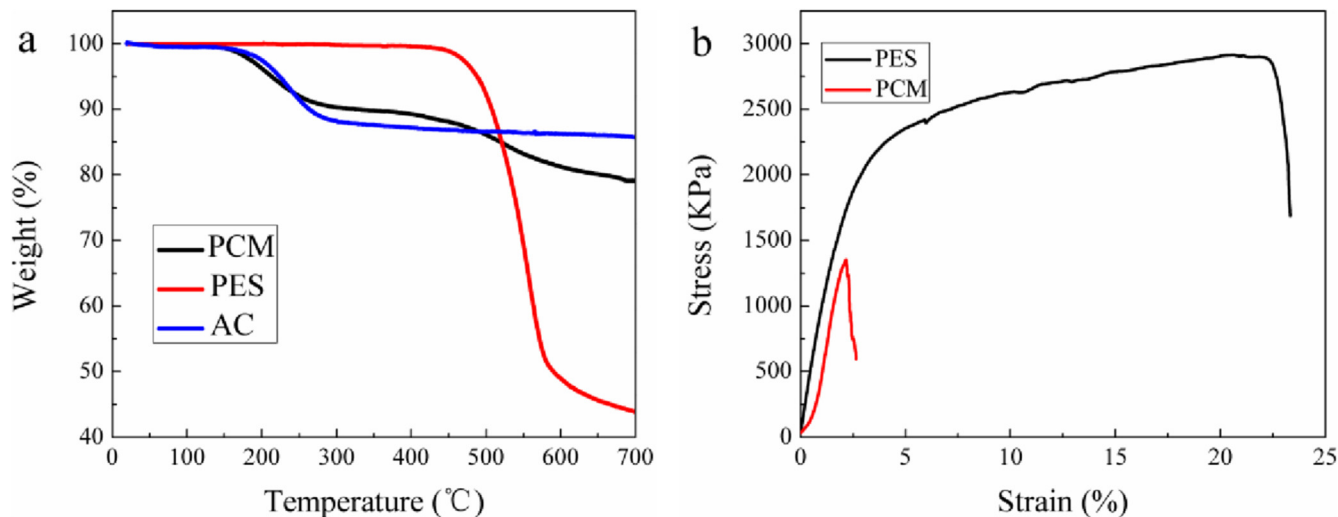 a
100
90
80
70
60
50
40
Weight (%)
PCM
PES
AC
0
100
200
300
400
500
600
700
Temperature (℃)
b
3000
2500
2000
1500
1000
500
0
Stress (KPa)
PES
PCM
0
5
10
15
20
25
Strain (%)